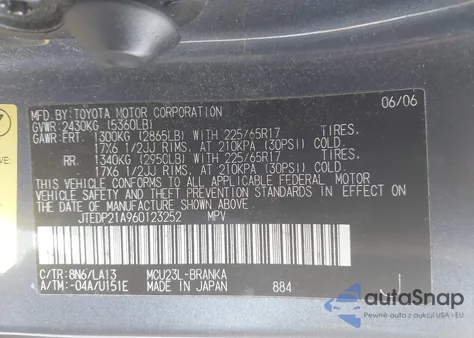 MFD.BY:TOYOTA MOTOR CORPORATION 06/06
GVWR:2430KG (5360LB)
GAWR:FRT. 1300KG (2865LB) WITH 225/65R17 TIRES,
17X6 1/2JJ RIMS, AT 210KPA (30PSI) COLD.
RR. 1340KG (2950LB) WITH 225/65R17 TIRES,
17X6 1/2JJ RIMS, AT 210KPA (30PSI) COLD.
THIS VEHICLE CONFORMS TO ALL APPLICABLE FEDERAL MOTOR
VEHICLE SAFETY AND THEFT PREVENTION STANDARDS IN EFFECT ON
THE DATE OF MANUFACTURE SHOWN ABOVE.
JTEDP21A960123252 MPV
C/TR: 8N6/LA13 MCU23L-BRANKA
A/TM: -04A/U151E MADE IN JAPAN 884
autoSnap
Pewne auto z aukcji USA i EU